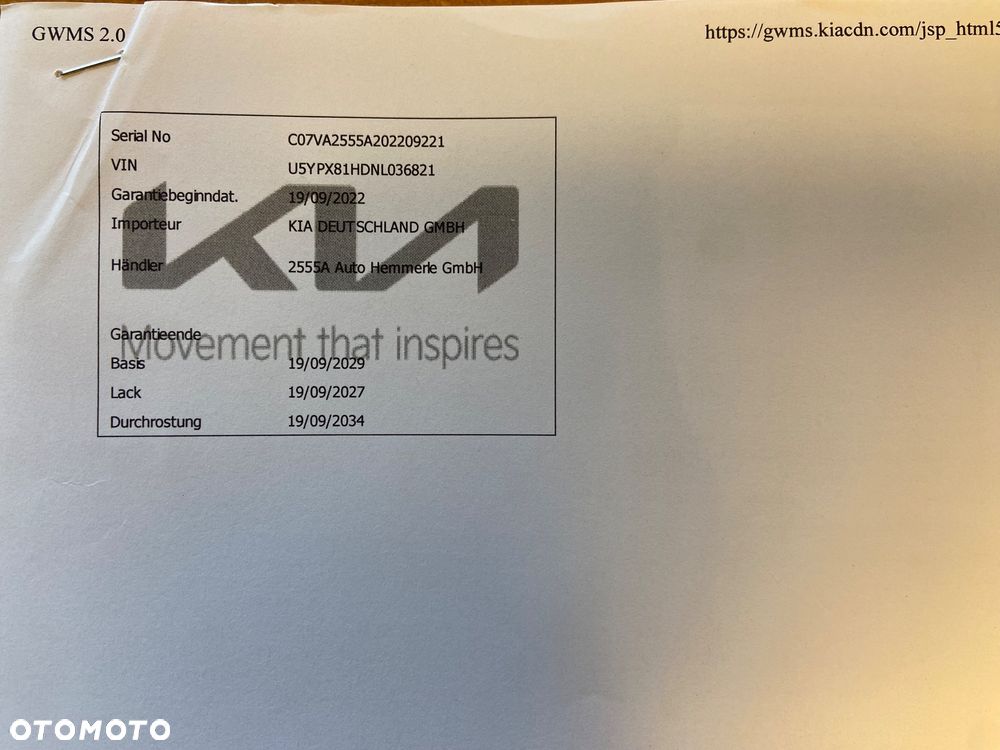 GWMS 2.0
https://gwms.kiacdn.com/jsp_html5
Serial No C07VA2555A202209221
VIN U5YPX81HDNL036821
Garantiebeginndat. 19/09/2022
Importeur KIA DEUTSCHLAND GMBH
KIA
Händler 2555A Auto Hemmerle GmbH
Garantieende
Movement that inspires
Basis 19/09/2029
Lack 19/09/2027
Durchrostung 19/09/2034
OTOMOTO